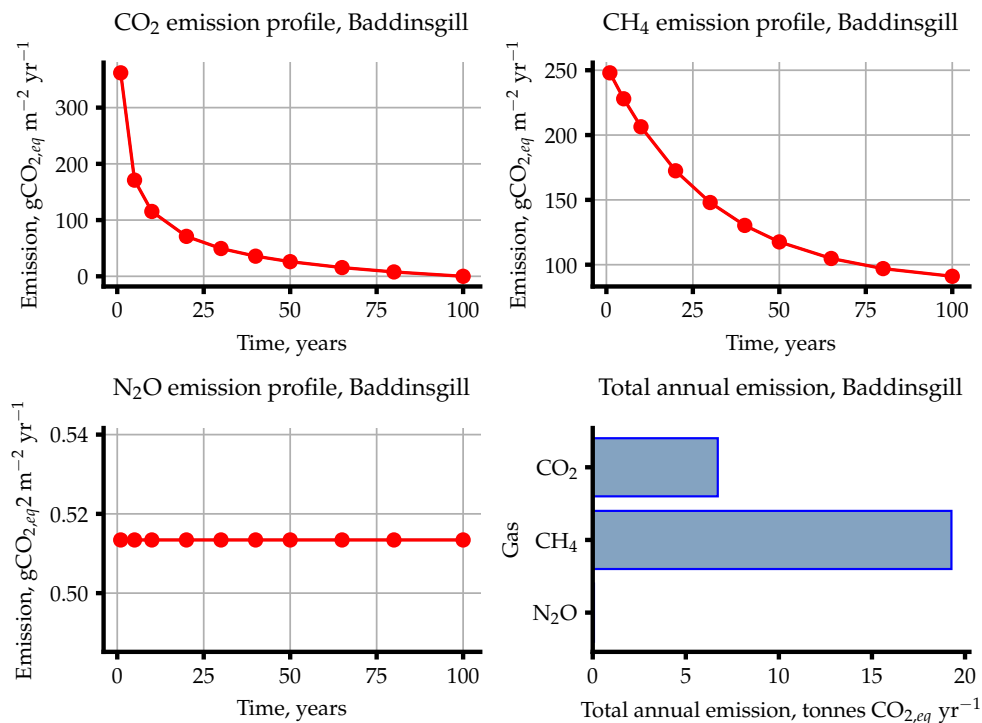 CO₂ emission profile, Baddinsgill
Emission, gCO₂,eq m⁻² yr⁻¹
300
200
100
0
0 25 50 75 100
Time, years
CH₄ emission profile, Baddinsgill
Emission, gCO₂,eq m⁻² yr⁻¹
250
200
150
100
0 25 50 75 100
Time, years
N₂O emission profile, Baddinsgill
Emission, gCO₂,eq2 m⁻² yr⁻¹
0.54
0.52
0.50
0 25 50 75 100
Time, years
Total annual emission, Baddinsgill
Gas
CO₂
CH₄
N₂O
0 5 10 15 20
Total annual emission, tonnes CO₂,eq yr⁻¹